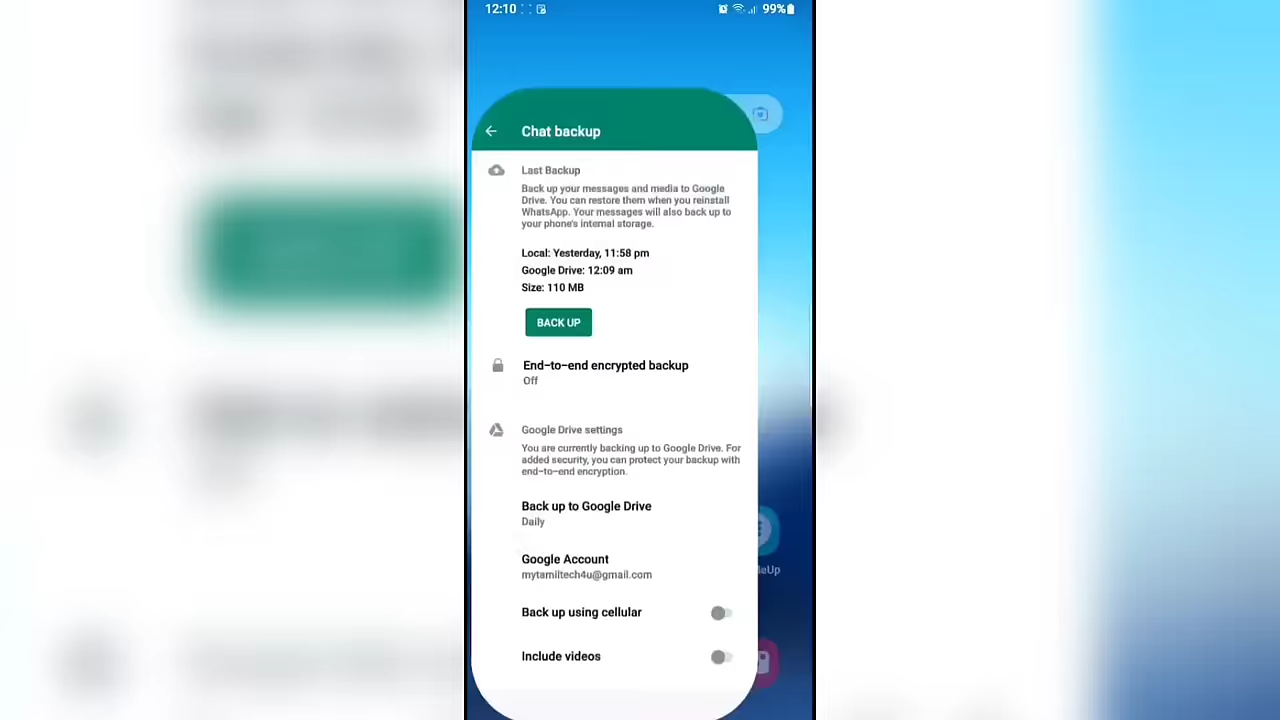 12:10
99%
Chat backup
Last Backup
Back up your messages and media to Google
Drive. You can restore them when you reinstall
WhatsApp. Your messages will also back up to
your phone's internal storage.
Local: Yesterday, 11:58 pm
Google Drive: 12:09 am
Size: 110 MB
BACK UP
End-to-end encrypted backup
Off
Google Drive settings
You are currently backing up to Google Drive. For
added security, you can protect your backup with
end-to-end encryption.
Back up to Google Drive
Daily
Google Account
mytamiltech4u@gmail.com
Back up using cellular
Include videos